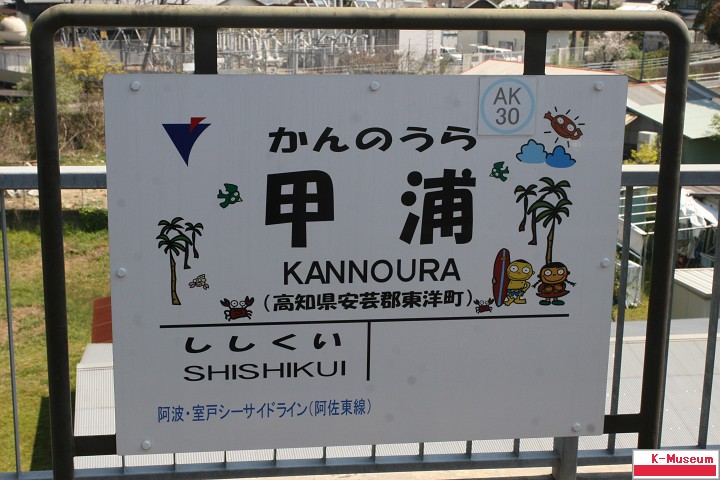 AK
30
かんのうら
甲浦
KANNOURA
(高知県安芸郡東洋町)
ししくい
SHISHIKUI
阿波・室戸シーサイドライン(阿佐東線)
K-Museum